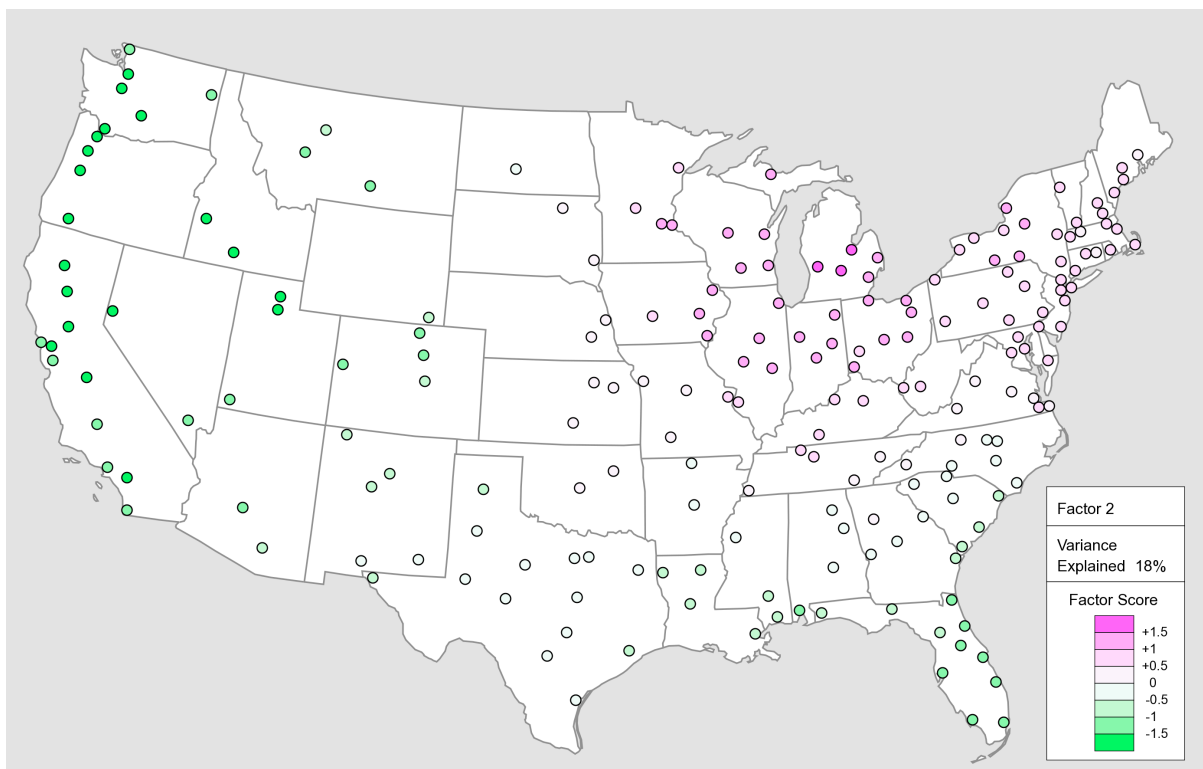 Factor 2
Variance
Explained 18%
Factor Score
+1.5
+1
+0.5
0
-0.5
-1
-1.5